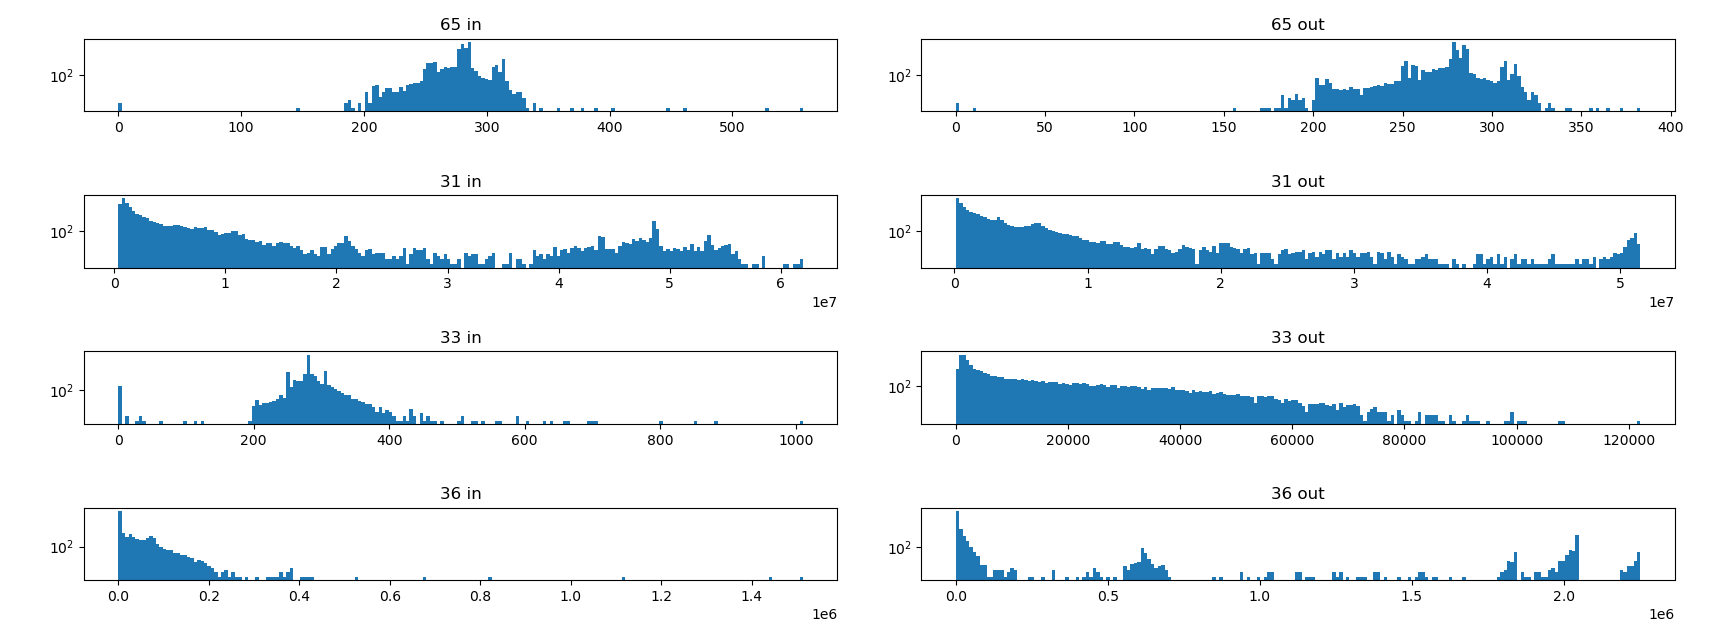 65 in
65 out
10²
0 100 200 300 400 500
10²
0 50 100 150 200 250 300 350 400
31 in
31 out
10²
0 1 2 3 4 5 6
1e7
10²
0 1 2 3 4 5
1e7
33 in
33 out
10²
0 200 400 600 800 1000
10²
0 20000 40000 60000 80000 100000 120000
36 in
36 out
10²
0.0 0.2 0.4 0.6 0.8 1.0 1.2 1.4
1e6
10²
0.0 0.5 1.0 1.5 2.0
1e6